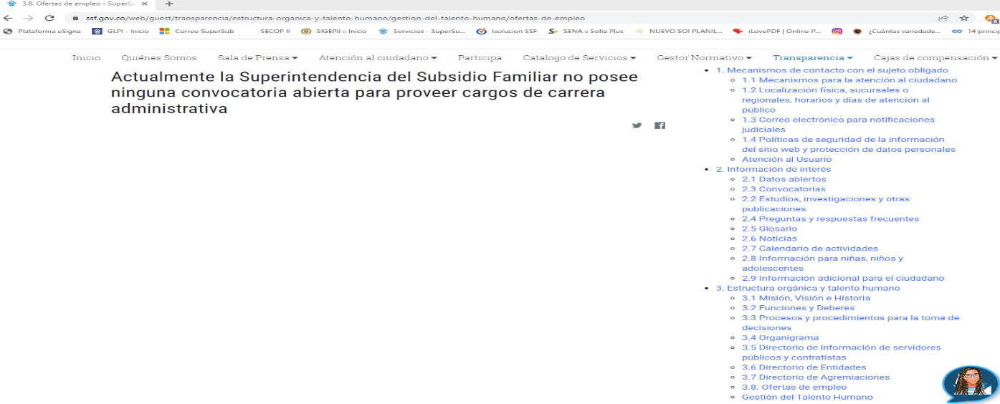 3.8. Ofertas de empleo - SuperSu
ssf.gov.co/web/guest/transparencia/estructura-organica-y-talento-humano/gestion-del-talento-humano/ofertas-de-empleo
Plataforma eSigna GLPI - Inicio Correo SuperSub SECOP II SIGEPII :: Inicio Servicios - SuperSu... Isolucion SSF SENA :: Sofia Plus NUEVO SOI PLANIL... iLovePDF | Online P... ¿Cuántas variedade... 14 princip
Inicio Quiénes Somos Sala de Prensa Atención al ciudadano Participa Catalogo de Servicios Gestor Normativo Transparencia Cajas de compensación
Actualmente la Superintendencia del Subsidio Familiar no posee
ninguna convocatoria abierta para proveer cargos de carrera
administrativa
1. Mecanismos de contacto con el sujeto obligado
1.1 Mecanismos para la atención al ciudadano
1.2 Localización física, sucursales o
regionales, horarios y días de atención al
público
1.3 Correo electrónico para notificaciones
judiciales
1.4 Políticas de seguridad de la información
del sitio web y protección de datos personales
Atención al Usuario
2. Información de interés
2.1 Datos abiertos
2.3 Convocatorias
2.2 Estudios, investigaciones y otras
publicaciones
2.4 Preguntas y respuestas frecuentes
2.5 Glosario
2.6 Noticias
2.7 Calendario de actividades
2.8 Información para niñas, niños y
adolescentes
2.9 Información adicional para el ciudadano
3. Estructura orgánica y talento humano
3.1 Misión, Visión e Historia
3.2 Funciones y Deberes
3.3 Procesos y procedimientos para la toma de
decisiones
3.4 Organigrama
3.5 Directorio de Información de servidores
públicos y contratistas
3.6 Directorio de Entidades
3.7 Directorio de Agremiaciones
3.8. Ofertas de empleo
Gestión del Talento Humano